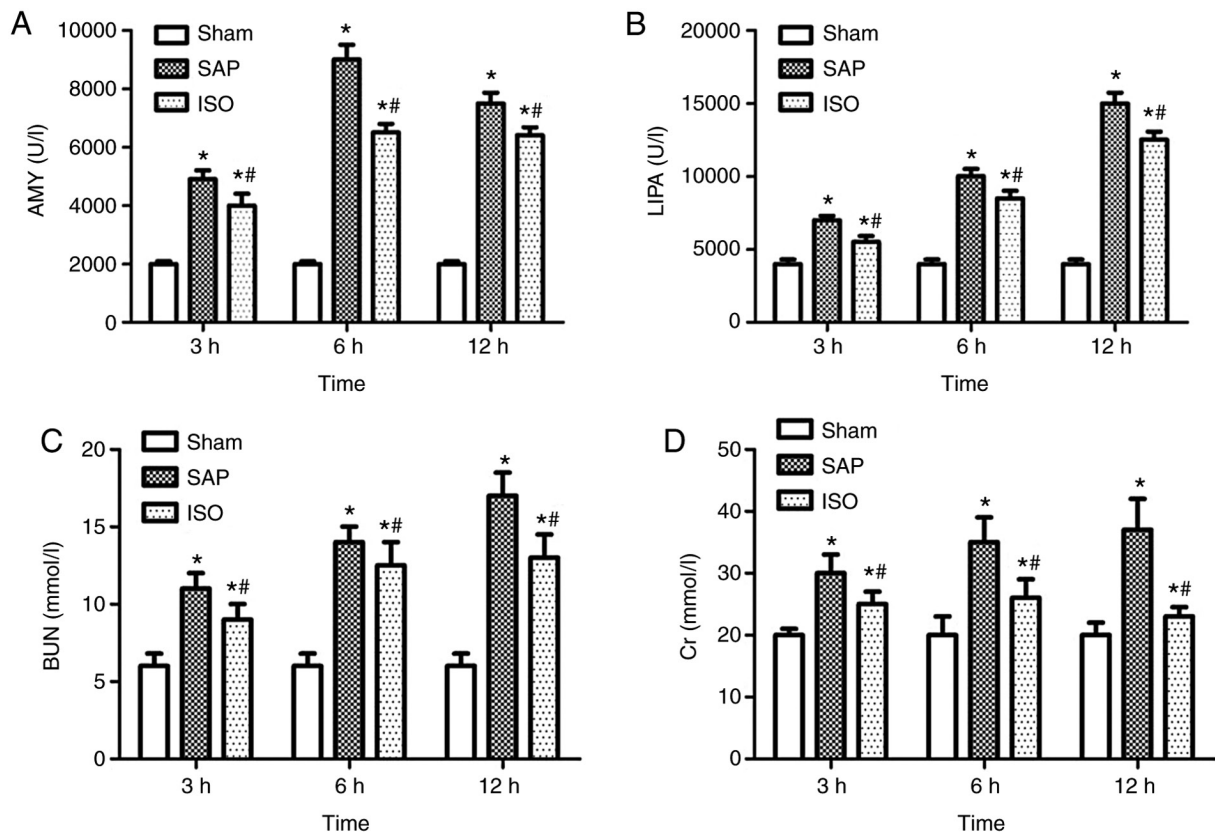 A
Sham
SAP
ISO
AMY (U/l)
10000
8000
6000
4000
2000
0
*
*#
*
*#
*
*#
3 h
6 h
12 h
Time
B
Sham
SAP
ISO
LIPA (U/l)
20000
15000
10000
5000
0
*
*#
*
*#
*
*#
3 h
6 h
12 h
Time
C
Sham
SAP
ISO
BUN (mmol/l)
20
15
10
5
0
*
*#
*
*#
*
*#
3 h
6 h
12 h
Time
D
Sham
SAP
ISO
Cr (nmol/l)
50
40
30
20
10
0
*
*#
*
*#
*
*#
3 h
6 h
12 h
Time